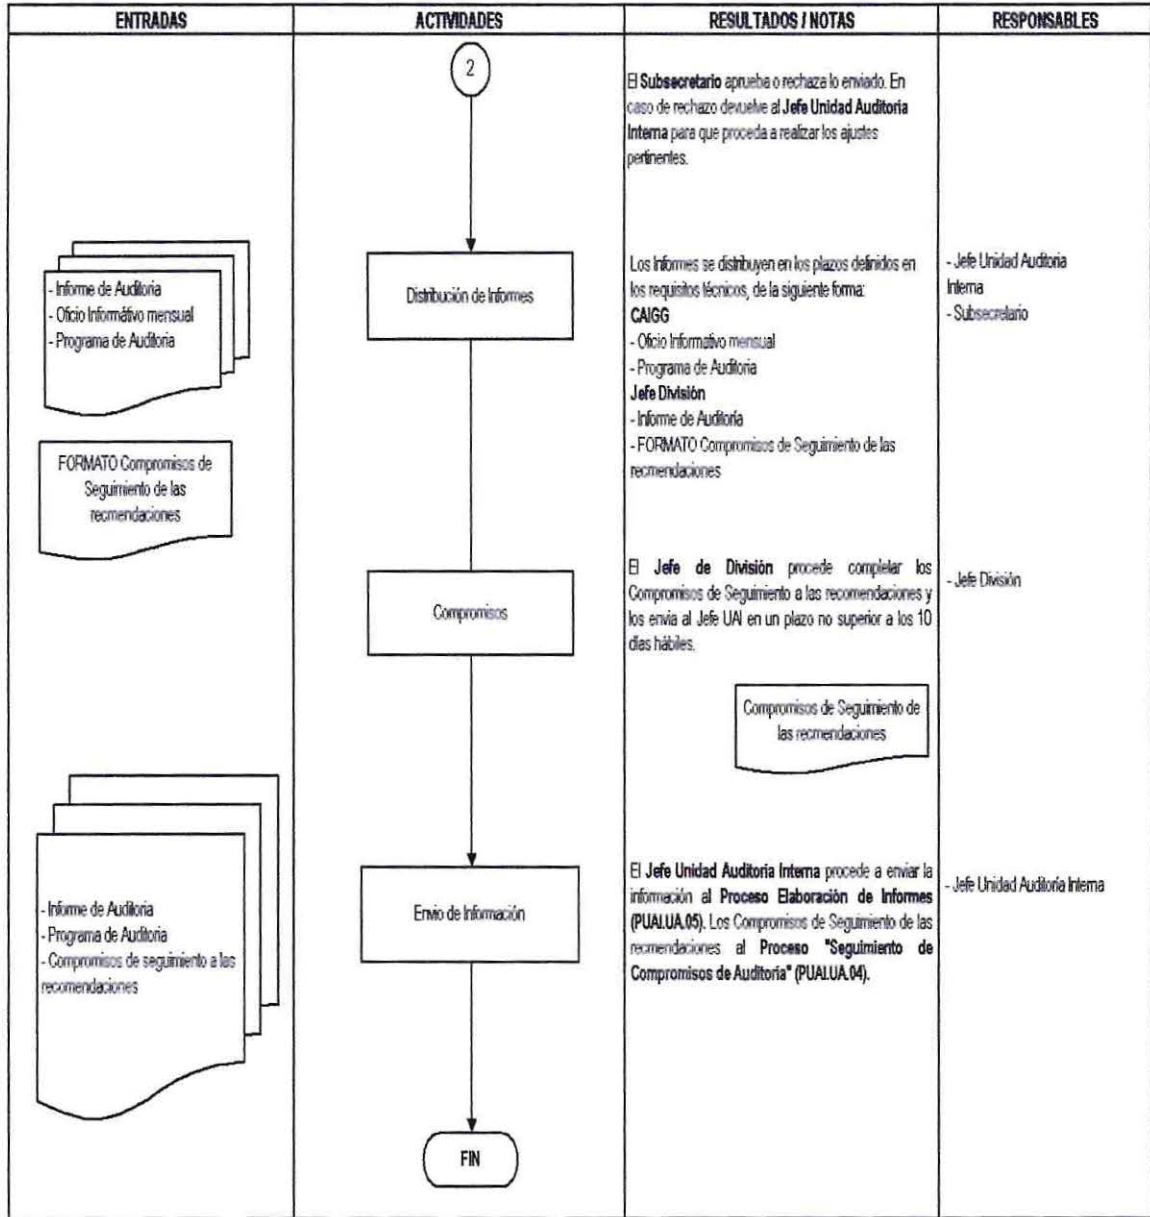 ENTRADAS
ACTIVIDADES
RESULTADOS / NOTAS
RESPONSABLES
2
El Subsecretario aprueba o rechaza lo enviado. En
caso de rechazo devuelve al Jefe Unidad Auditoria
Interna para que proceda a realizar los ajustes
pertinentes.
- Informe de Auditoria
- Oficio Informátivo mensual
- Programa de Auditoria
Distribución de Informes
Los Informes se distribuyen en los plazos definidos en
los requisitos técnicos, de la siguiente forma:
CAIGG
- Oficio Informativo mensual
- Programa de Auditoria
Jefe División
- Informe de Auditoría
- FORMATO Compromisos de Seguimiento de las
recmendaciones
- Jefe Unidad Auditoria
Interna
- Subsecretario
FORMATO Compromisos de
Seguimiento de las
recmendaciones
Compromisos
El Jefe de División procede completar los
Compromisos de Seguimiento a las recomendaciones y
los envia al Jefe UAI en un plazo no superior a los 10
días hábiles.
- Jefe División
Compromisos de Seguimiento de
las recmendaciones
- Informe de Auditoria
- Programa de Auditoria
- Compromisos de seguimiento a las
recomendaciones
Envio de Información
El Jefe Unidad Auditoria Interna procede a enviar la
información al Proceso Elaboración de Informes
(PUAI.UA.05). Los Compromisos de Seguimiento de las
recmendaciones al Proceso "Seguimiento de
Compromisos de Auditoria" (PUAI.UA.04).
- Jefe Unidad Auditoría Interna
FIN